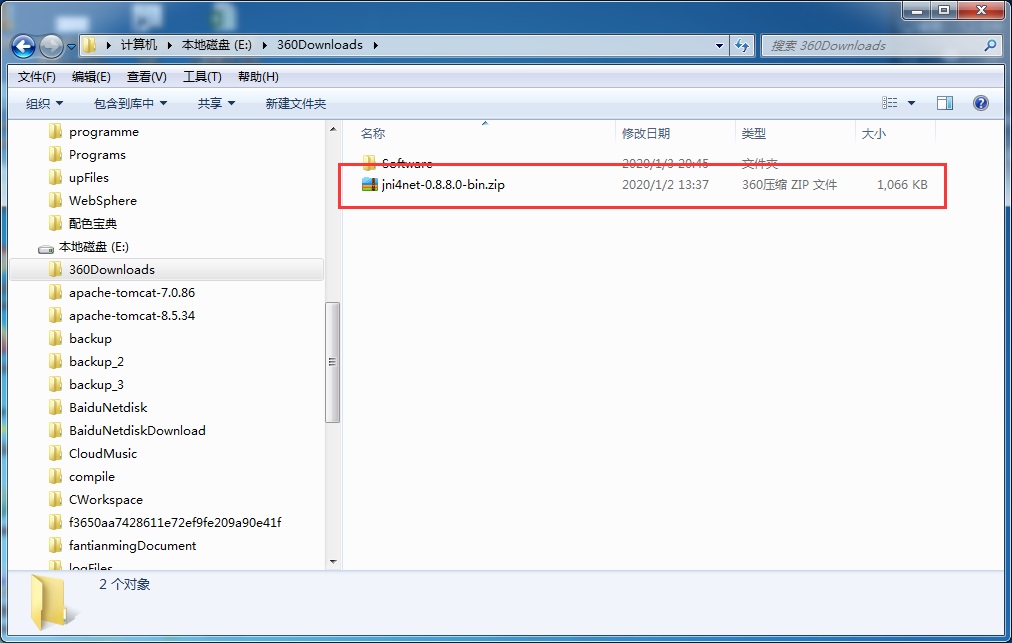 计算机 本地磁盘 (E:) 360Downloads 搜索 360Downloads
文件(F) 编辑(E) 查看(V) 工具(T) 帮助(H)
组织 包含到库中 共享 新建文件夹
名称 修改日期 类型 大小
Software 2020/1/3 20:45 文件夹
jni4net-0.8.8.0-bin.zip 2020/1/2 13:37 360压缩 ZIP 文件 1,066 KB
programme
Programs
upFiles
WebSphere
配色宝典
本地磁盘 (E:)
360Downloads
apache-tomcat-7.0.86
apache-tomcat-8.5.34
backup
backup_2
backup_3
BaiduNetdisk
BaiduNetdiskDownload
CloudMusic
compile
CWorkspace
f3650aa7428611e72ef9fe209a90e41f
fantianmingDocument
logFiles
2 个对象